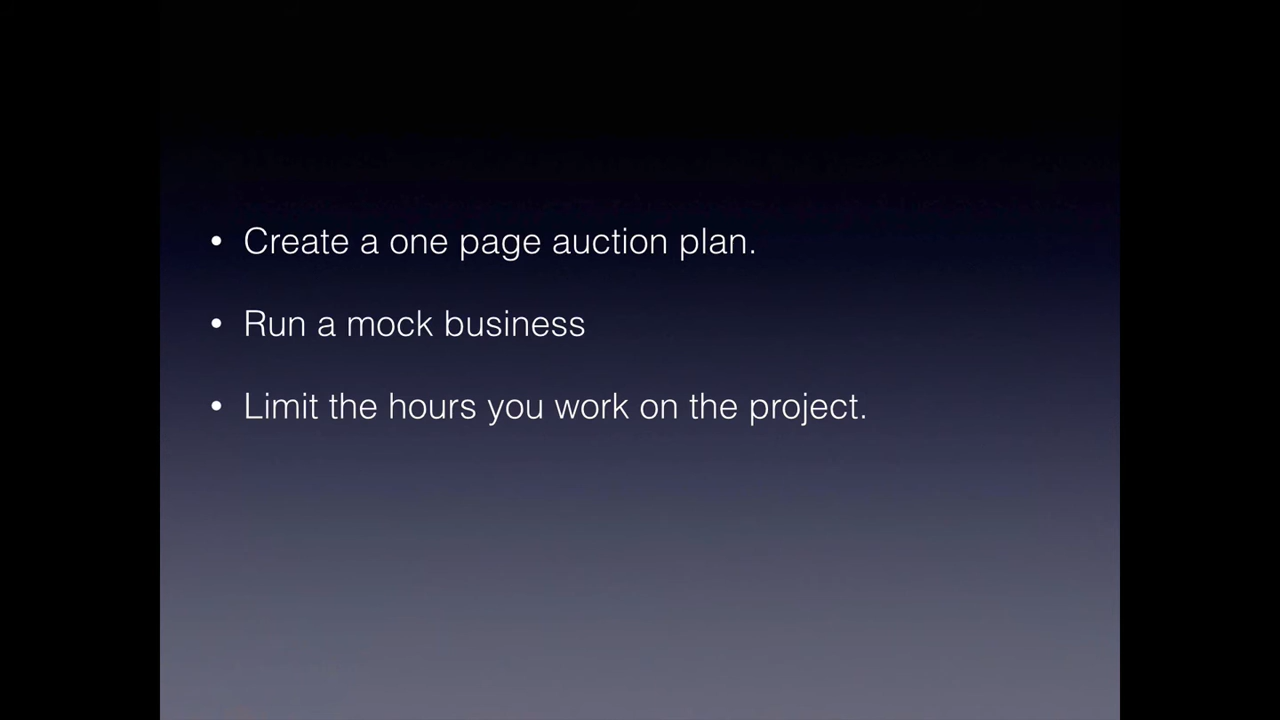 • Create a one page auction plan.
• Run a mock business
• Limit the hours you work on the project.